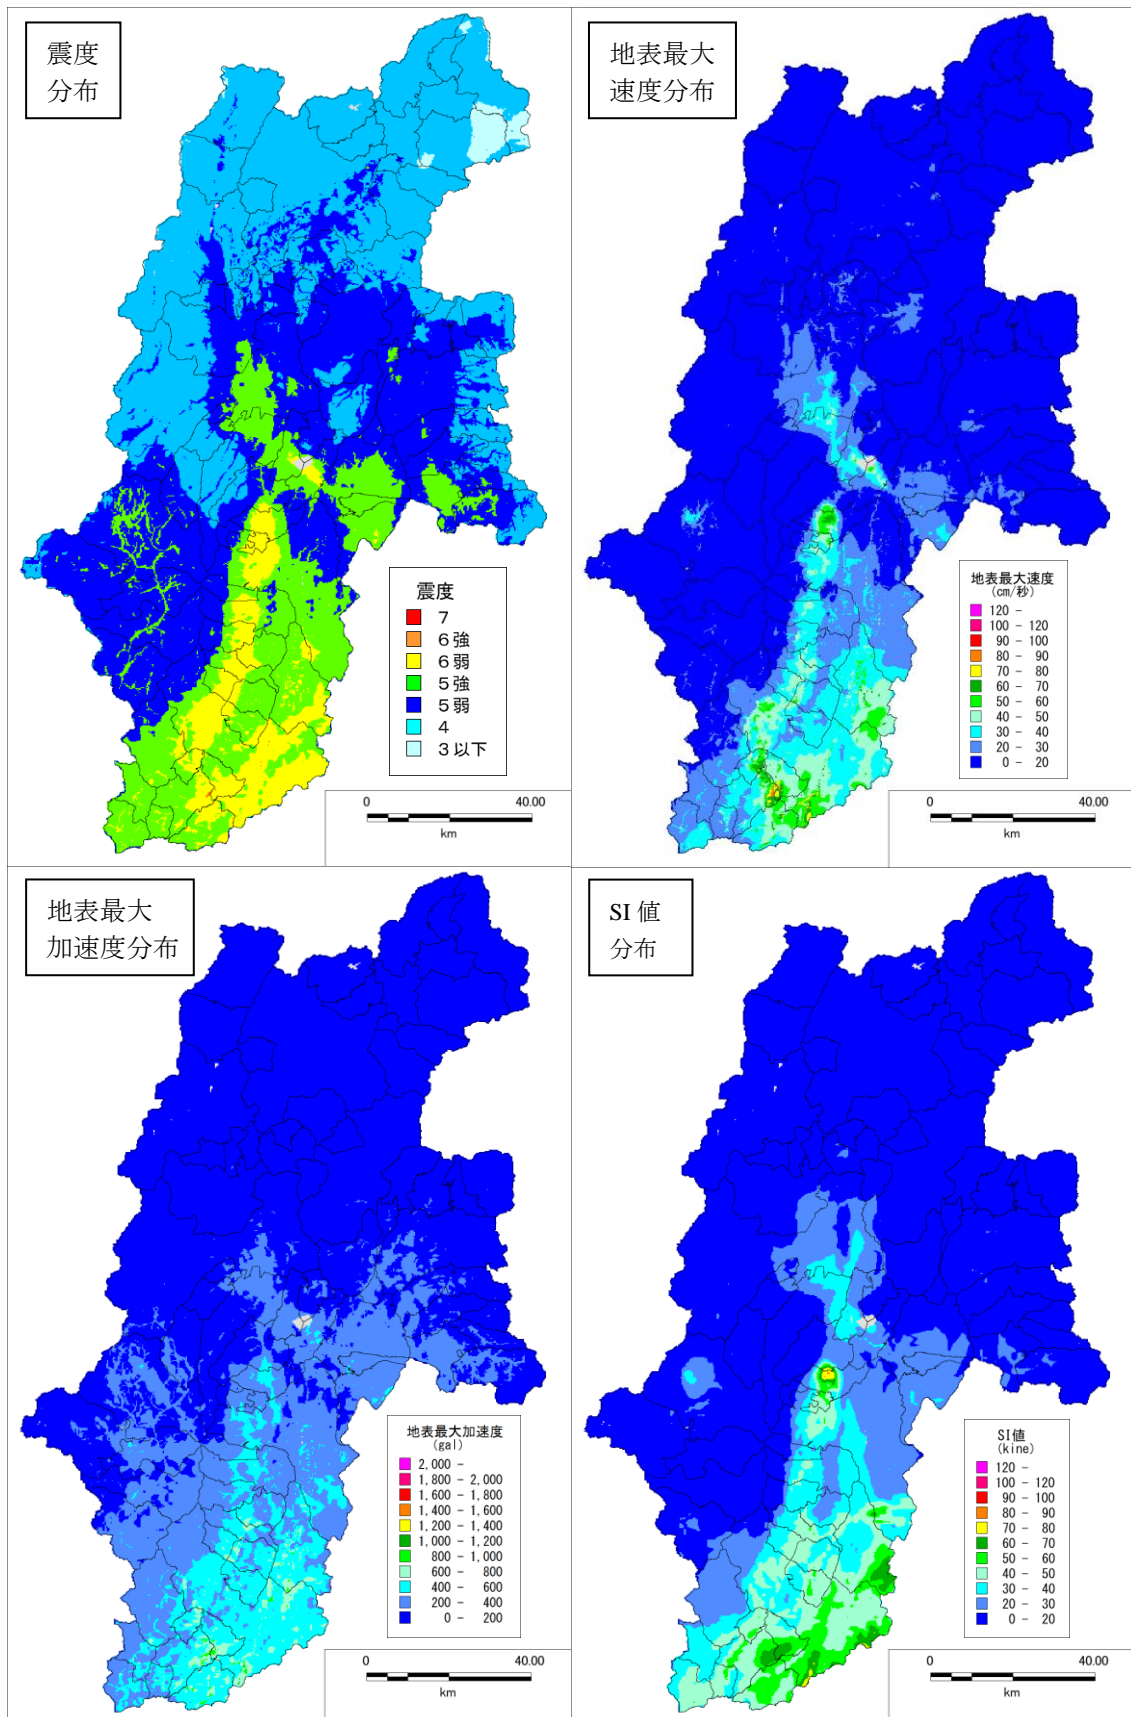 震度
分布
震度
7
6強
6弱
5強
5弱
4
3以下
0 40.00
km
地表最大
速度分布
地表最大速度
(cm/秒)
120 -
100 - 120
90 - 100
80 - 90
70 - 80
60 - 70
50 - 60
40 - 50
30 - 40
20 - 30
0 - 20
0 40.00
km
地表最大
加速度分布
地表最大加速度
(gal)
2,000 -
1,800 - 2,000
1,600 - 1,800
1,400 - 1,600
1,200 - 1,400
1,000 - 1,200
800 - 1,000
600 - 800
400 - 600
200 - 400
0 - 200
0 40.00
km
SI 値
分布
SI値
(kine)
120 -
100 - 120
90 - 100
80 - 90
70 - 80
60 - 70
50 - 60
40 - 50
30 - 40
20 - 30
0 - 20
0 40.00
km